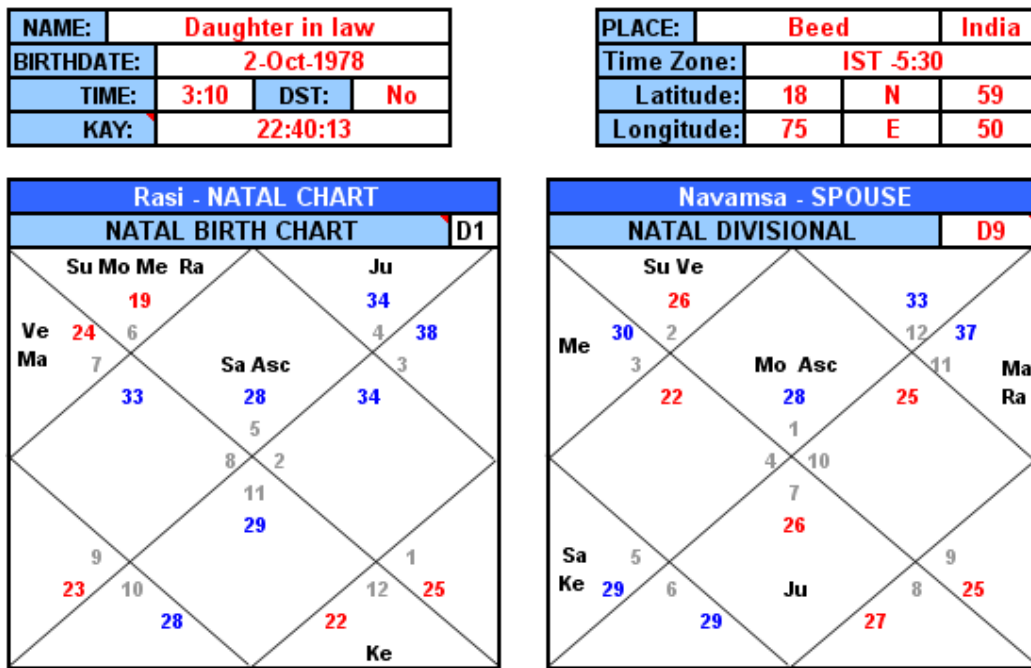 NAME: Daughter in law
BIRTHDATE: 2-Oct-1978
TIME: 3:10 DST: No
KAY: 22:40:13
PLACE: Beed India
Time Zone: IST -5:30
Latitude: 18 N 59
Longitude: 75 E 50
Rasi - NATAL CHART
NATAL BIRTH CHART D1
Su Mo Me Ra Ju
19 34
Ve 24 6 4 38
Ma 7 Sa Asc 3
33 28 34
5
8 2
11
29
9 1
23 10 12 25
28 22
Ke
Navamsa - SPOUSE
NATAL DIVISIONAL D9
Su Ve
26 33
Me 30 2 12 37
3 Mo Asc 11 Ma
22 28 25 Ra
1
4 10
7
26
Sa 5 9
Ke 29 6 Ju 8 25
29 27